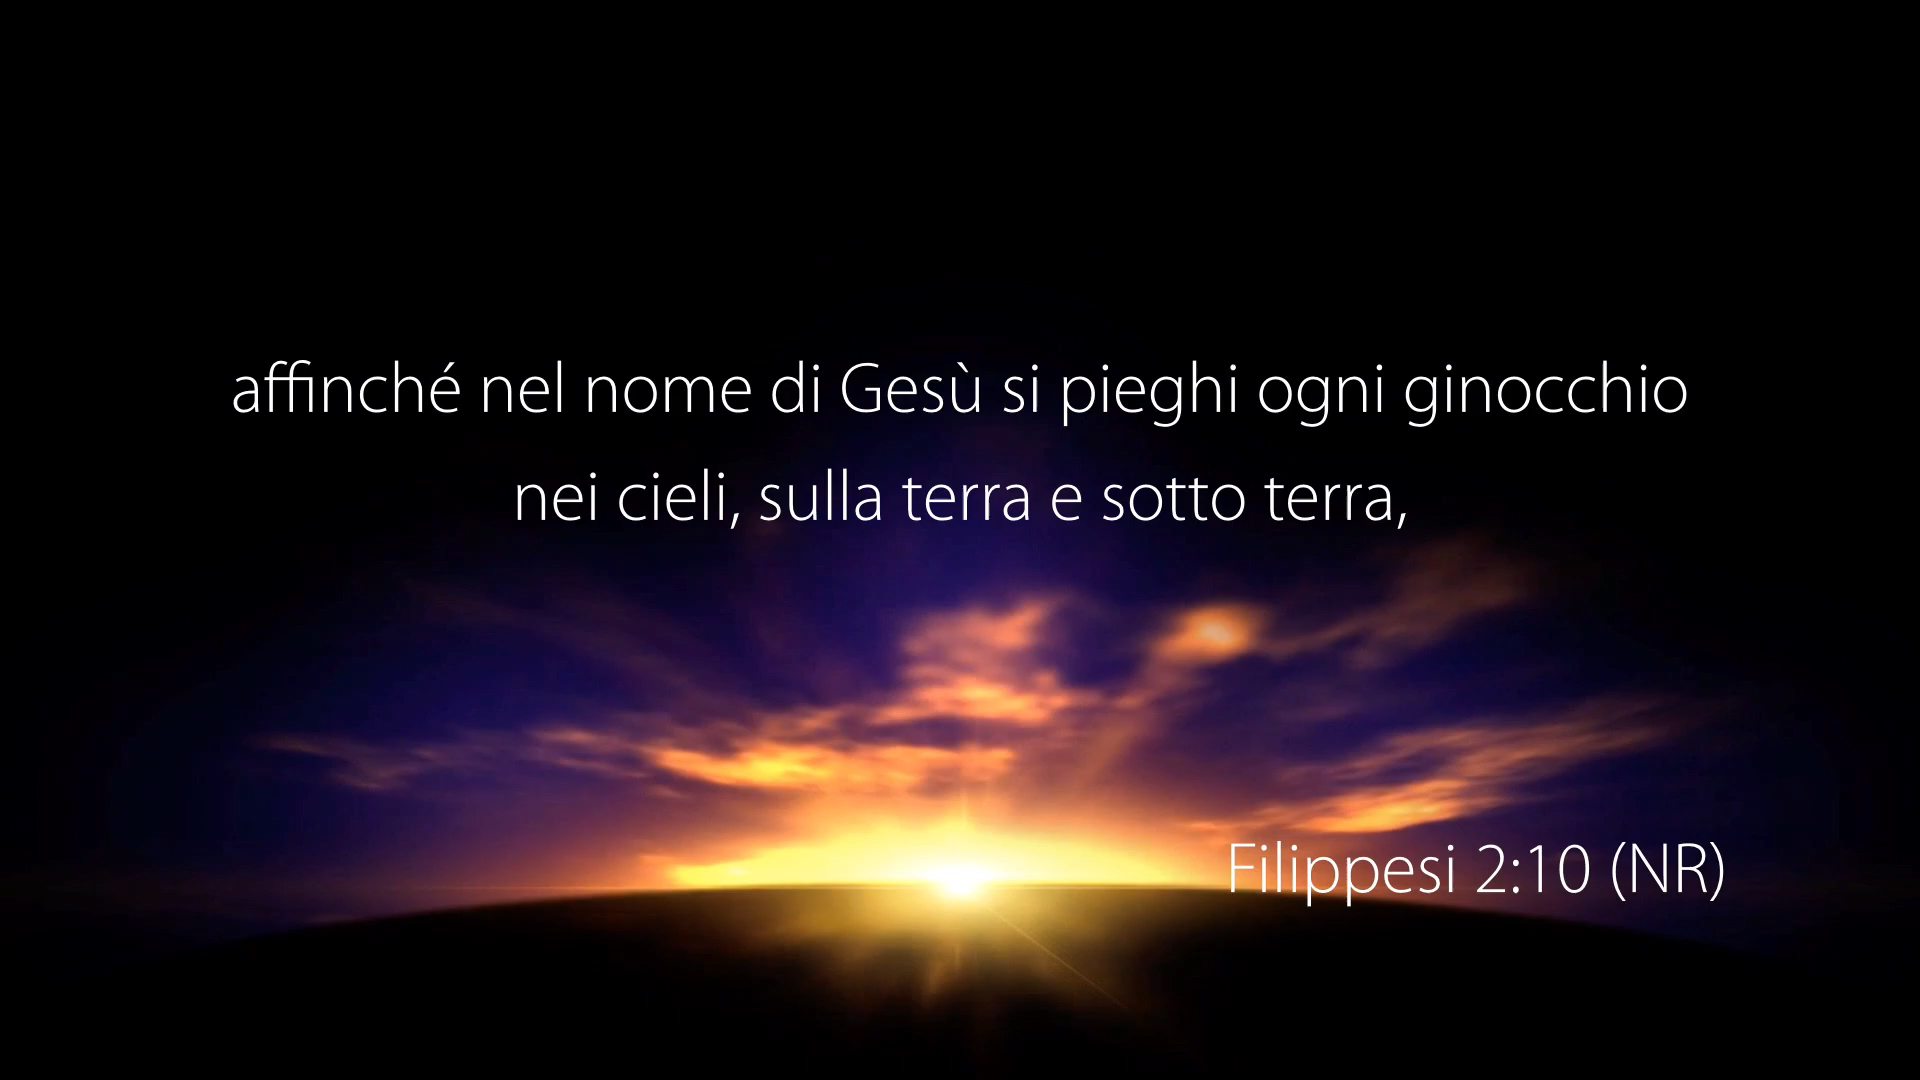 affinché nel nome di Gesù si pieghi ogni ginocchio
nei cieli, sulla terra e sotto terra,
Filippesi 2:10 (NR)